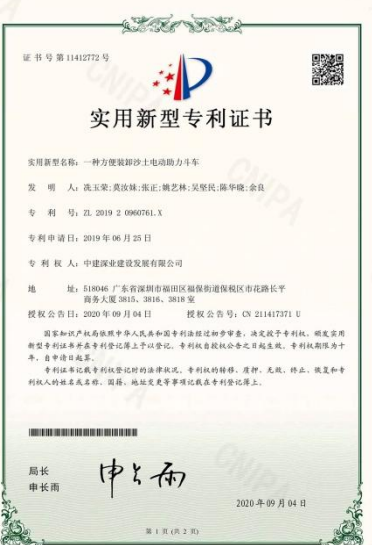 证书号第11412772号
实用新型专利证书
实用新型名称：一种方便装卸沙土电动助力斗车
发 明 人：冼玉荣;莫汝妹;张正;姚艺林;吴坚民;陈华晓;余良
专 利 号：ZL 2019 2 0960761.X
专利申请日：2019年06月25日
专 利 权 人：中建深业建设发展有限公司
地 址：518046 广东省深圳市福田区福保街道保税区市花路长平
商务大厦3815、3816、3818室
授权公告日：2020年09月04日 授权公告号：CN 211417371 U
国家知识产权局依照中华人民共和国专利法经过初步审查，决定授予专利权，颁发实用
新型专利证书并在专利登记簿上予以登记。专利权自授权公告之日起生效。专利权期限为十
年，自申请日起算。
专利证书记载专利权登记时的法律状况。专利权的转移、质押、无效、终止、恢复和专
利权人的姓名或名称、国籍、地址变更等事项记载在专利登记簿上。
局长
申长雨
申长雨
2020年09月04日
第 1 页 (共 2 页)
CNIPA
CNIPA
CNIPA